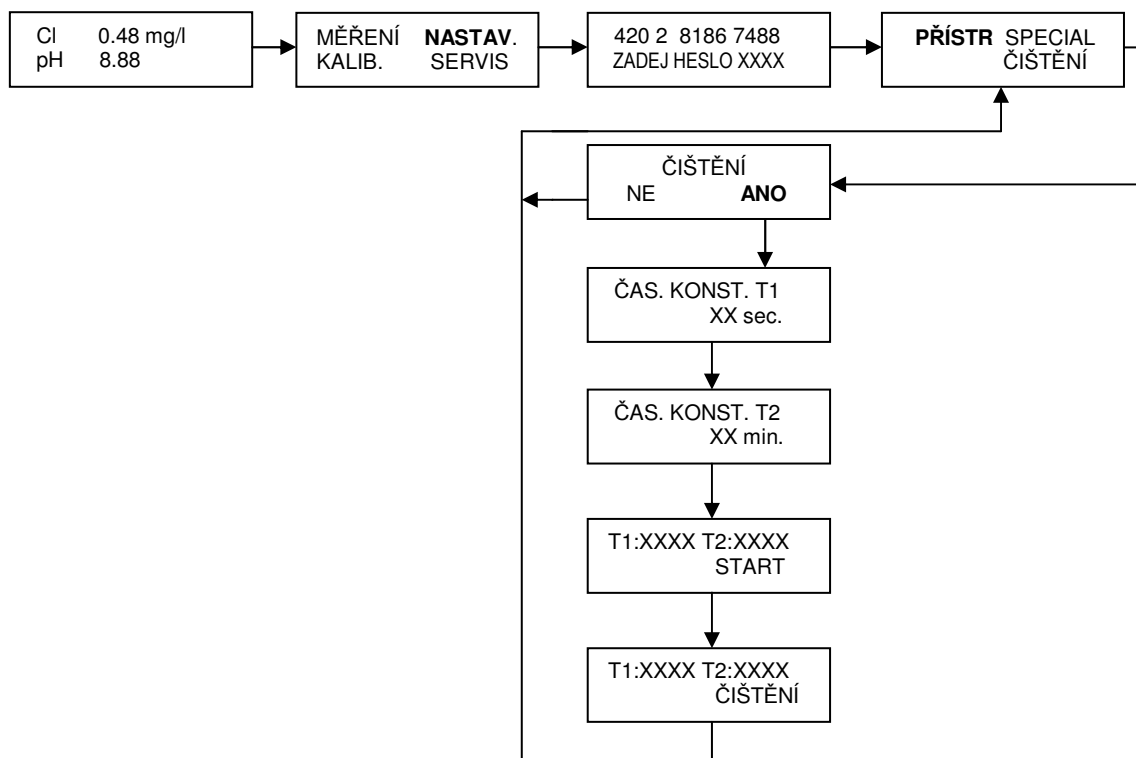 Cl 0.48 mg/l
pH 8.88
MĚŘENÍ NASTAV.
KALIB. SERVIS
420 2 8186 7488
ZADEJ HESLO XXXX
PŘÍSTR SPECIAL
ČIŠTĚNÍ
ČIŠTĚNÍ
NE ANO
ČAS. KONST. T1
XX sec.
ČAS. KONST. T2
XX min.
T1:XXXX T2:XXXX
START
T1:XXXX T2:XXXX
ČIŠTĚNÍ